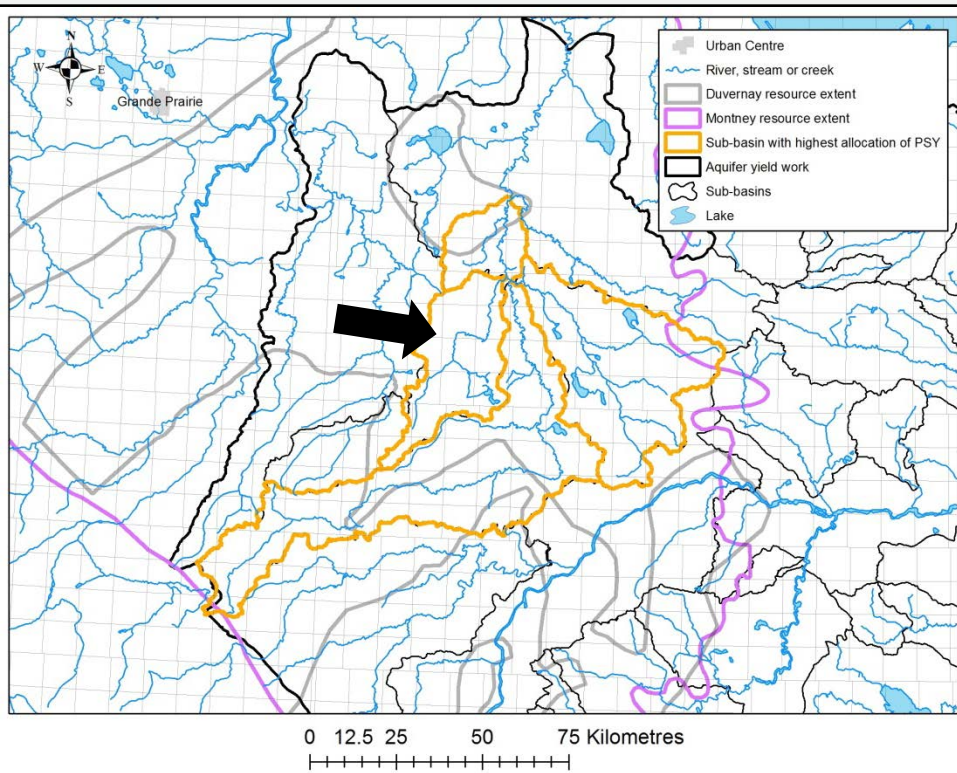 N
W E
S
Grande Prairie
Urban Centre
River, stream or creek
Duvernay resource extent
Montney resource extent
Sub-basin with highest allocation of PSY
Aquifer yield work
Sub-basins
Lake
0 12.5 25 50 75 Kilometres